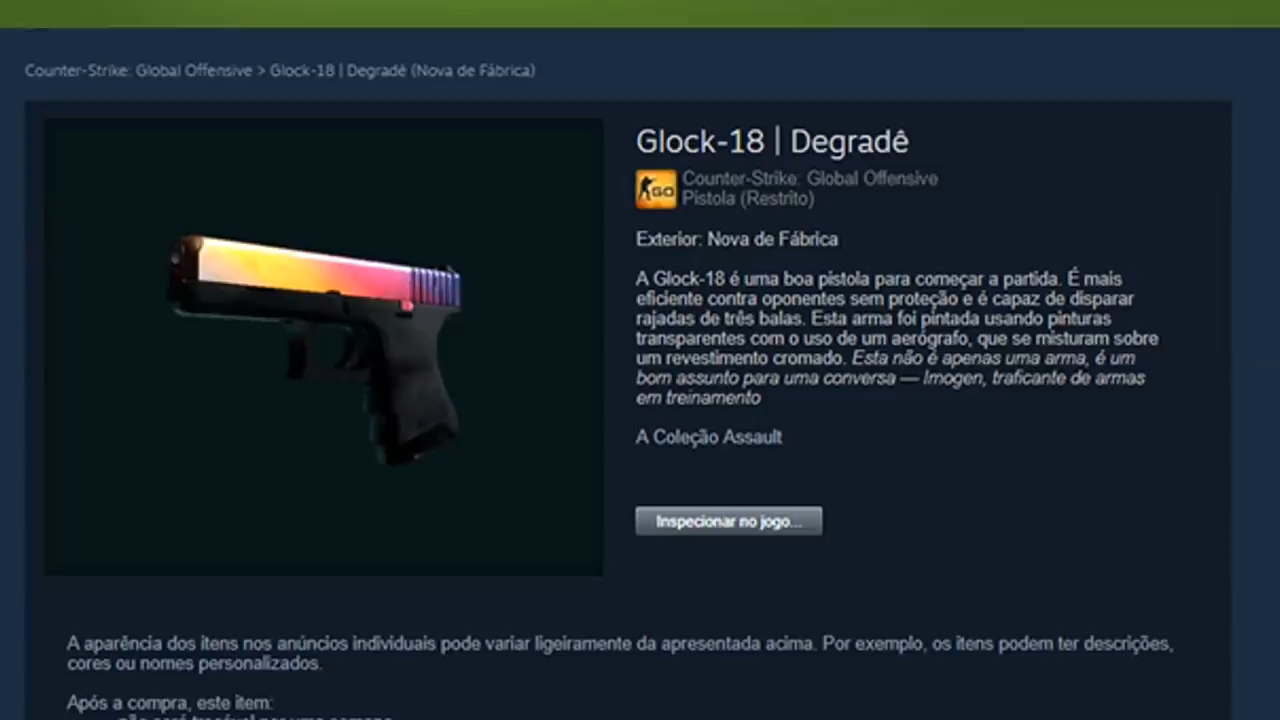 Counter-Strike: Global Offensive > Glock-18 | Degradê (Nova de Fábrica)
Glock-18 | Degradê
GO
Counter-Strike: Global Offensive
Pistola (Restrito)
Exterior: Nova de Fábrica
A Glock-18 é uma boa pistola para começar a partida. É mais
eficiente contra oponentes sem proteção e é capaz de disparar
rajadas de três balas. Esta arma foi pintada usando pinturas
transparentes com o uso de um aerógrafo, que se misturam sobre
um revestimento cromado. Esta não é apenas uma arma, é um
bom assunto para uma conversa — Imogen, traficante de armas
em treinamento
A Coleção Assault
Inspecionar no jogo...
A aparência dos itens nos anúncios individuais pode variar ligeiramente da apresentada acima. Por exemplo, os itens podem ter descrições,
cores ou nomes personalizados.
Após a compra, este item: